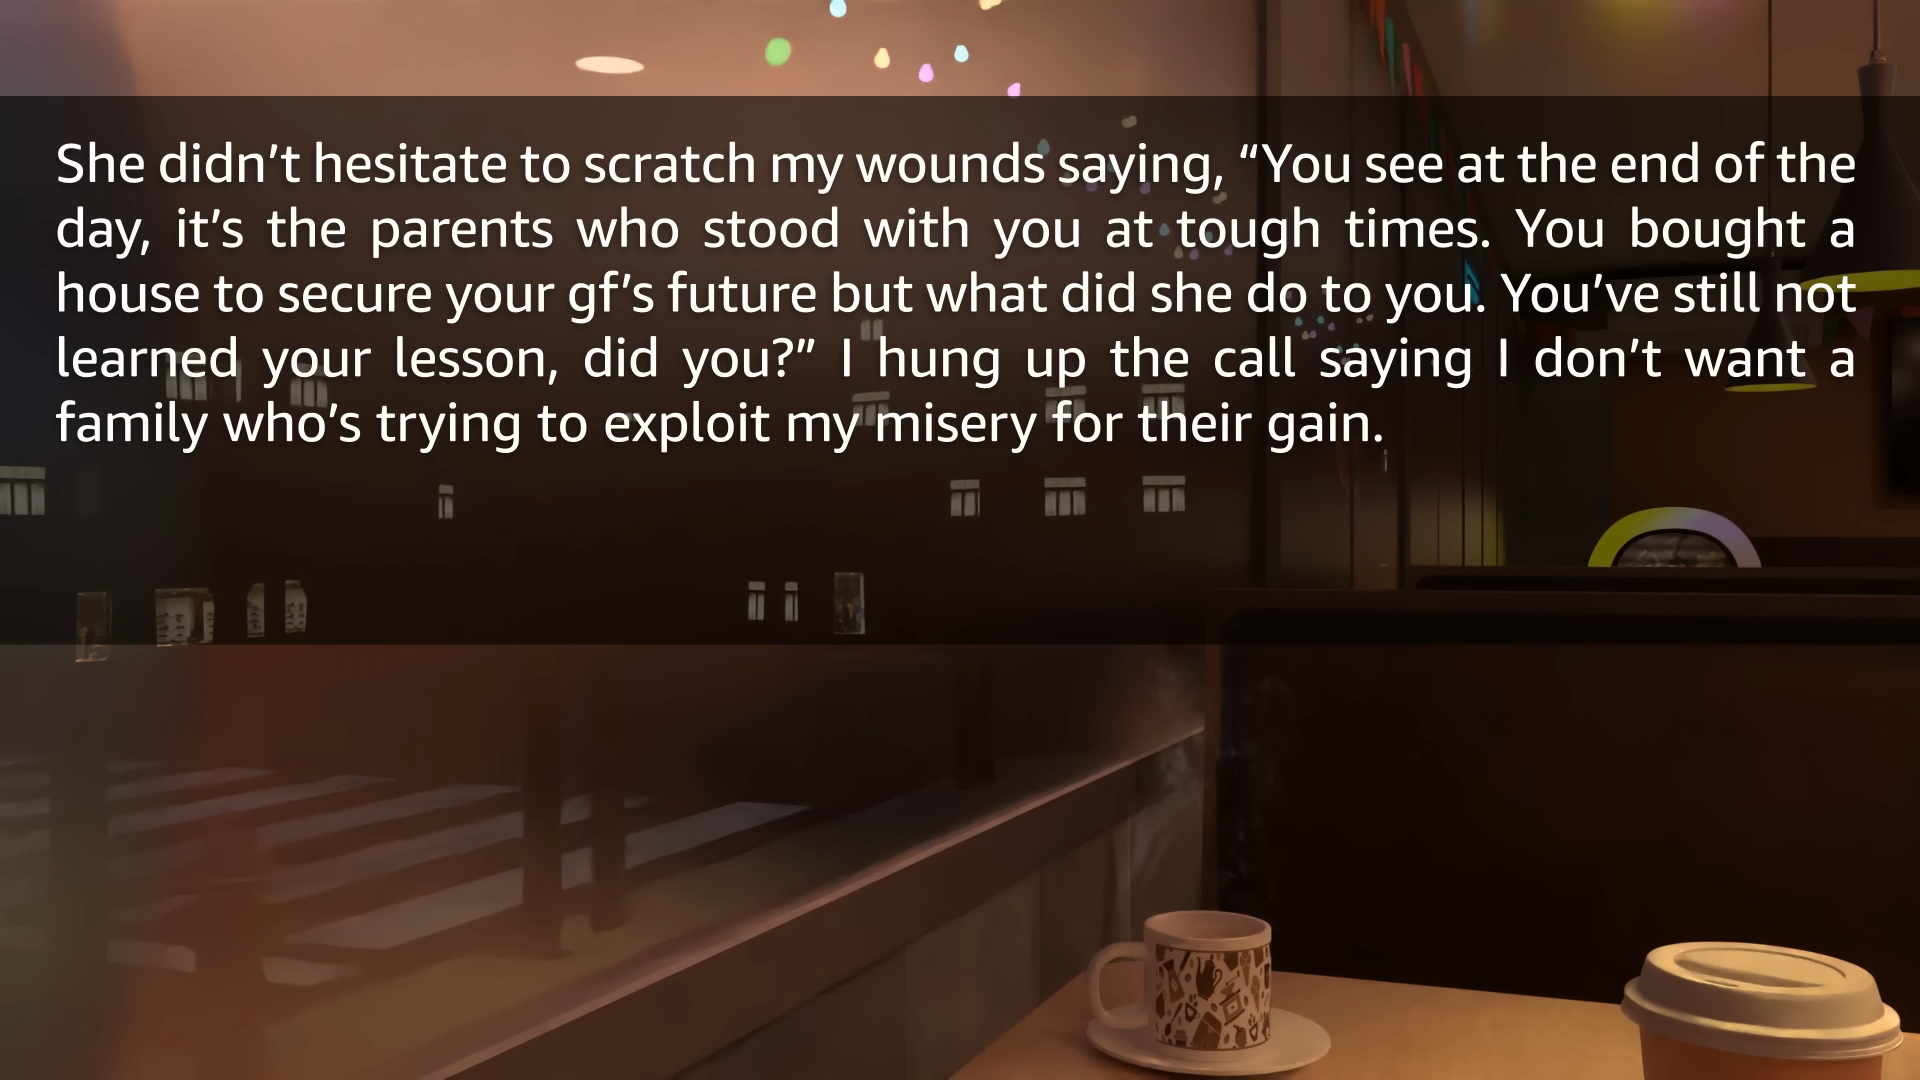 She didn’t hesitate to scratch my wounds saying, “You see at the end of the
day, it’s the parents who stood with you at tough times. You bought a
house to secure your gf’s future but what did she do to you. You’ve still not
learned your lesson, did you?” I hung up the call saying I don’t want a
family who’s trying to exploit my misery for their gain.